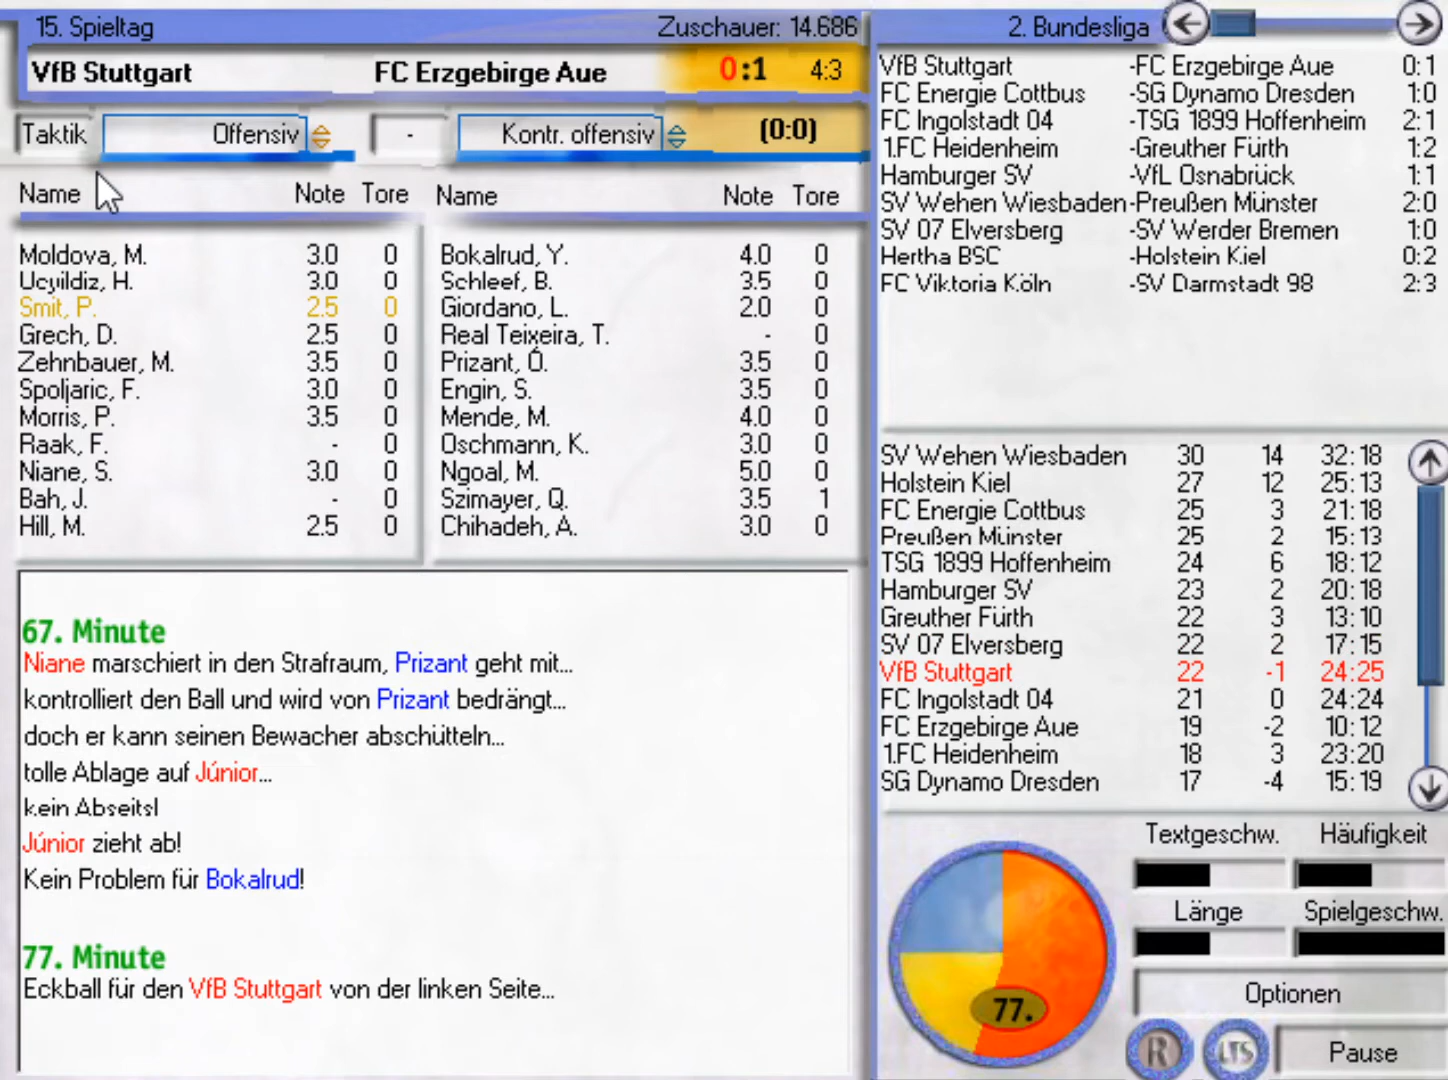 15. Spieltag Zuschauer: 14.686
VfB Stuttgart FC Erzgebirge Aue 0:1 4:3
Taktik Offensiv - Kontr. offensiv (0:0)
Name Note Tore Name Note Tore
Moldova, M. 3.0 0 Bokalrud, Y. 4.0 0
Ucyildiz, H. 3.0 0 Schleef, B. 3.5 0
Smit, P. 2.5 0 Giordano, L. 2.0 0
Grech, D. 2.5 0 Real Teixeira, T. - 0
Zehnbauer, M. 3.5 0 Prizant, Ó. 3.5 0
Spoljaric, F. 3.0 0 Engin, S. 3.5 0
Morris, P. 3.5 0 Mende, M. 4.0 0
Raak, F. - 0 Oschmann, K. 3.0 0
Niane, S. 3.0 0 Ngoal, M. 5.0 0
Bah, J. - 0 Szimayer, Q. 3.5 1
Hill, M. 2.5 0 Chihadeh, A. 3.0 0
67. Minute
Niane marschiert in den Strafraum, Prizant geht mit...
kontrolliert den Ball und wird von Prizant bedrängt...
doch er kann seinen Bewacher abschütteln...
tolle Ablage auf Júnior...
kein Abseits!
Júnior zieht ab!
Kein Problem für Bokalrud!
77. Minute
Eckball für den VfB Stuttgart von der linken Seite...
2. Bundesliga
VfB Stuttgart -FC Erzgebirge Aue 0:1
FC Energie Cottbus -SG Dynamo Dresden 1:0
FC Ingolstadt 04 -TSG 1899 Hoffenheim 2:1
1.FC Heidenheim -Greuther Fürth 1:2
Hamburger SV -VfL Osnabrück 1:1
SV Wehen Wiesbaden -Preußen Münster 2:0
SV 07 Elversberg -SV Werder Bremen 1:0
Hertha BSC -Holstein Kiel 0:2
FC Viktoria Köln -SV Darmstadt 98 2:3
SV Wehen Wiesbaden 30 14 32:18
Holstein Kiel 27 12 25:13
FC Energie Cottbus 25 3 21:18
Preußen Münster 25 2 15:13
TSG 1899 Hoffenheim 24 6 18:12
Hamburger SV 23 2 20:18
Greuther Fürth 22 3 13:10
SV 07 Elversberg 22 2 17:15
VfB Stuttgart 22 -1 24:25
FC Ingolstadt 04 21 0 24:24
FC Erzgebirge Aue 19 -2 10:12
1.FC Heidenheim 18 3 23:20
SG Dynamo Dresden 17 -4 15:19
Textgeschw. Häufigkeit
Länge Spielgeschw.
77.
Optionen
R LTS Pause